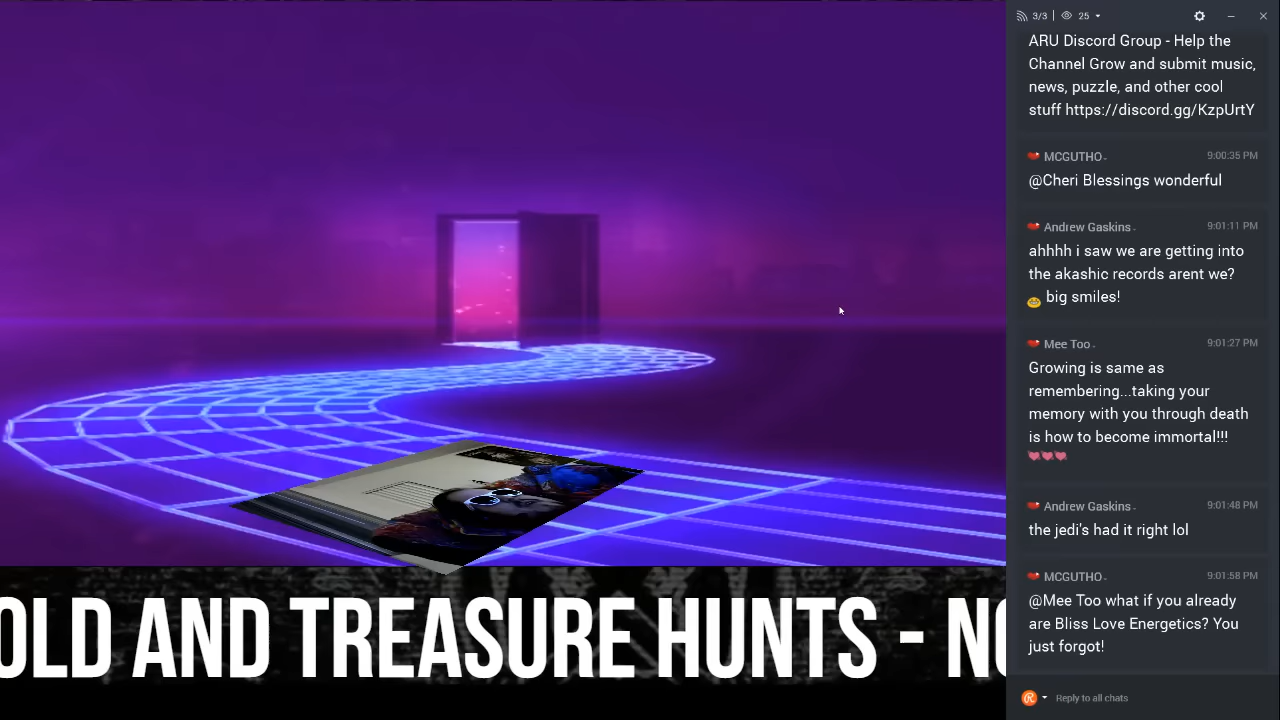 3/3 | 25
ARU Discord Group - Help the
Channel Grow and submit music,
news, puzzle, and other cool
stuff https://discord.gg/KzpUrtY
MCGUTHO 9:00:35 PM
@Cheri Blessings wonderful
Andrew Gaskins 9:01:11 PM
ahhhh i saw we are getting into
the akashic records arent we?
big smiles!
Mee Too 9:01:27 PM
Growing is same as
remembering...taking your
memory with you through death
is how to become immortal!!!
Andrew Gaskins 9:01:48 PM
the jedi's had it right lol
MCGUTHO 9:01:58 PM
@Mee Too what if you already
are Bliss Love Energetics? You
just forgot!
Reply to all chats
OLD AND TREASURE HUNTS - NO